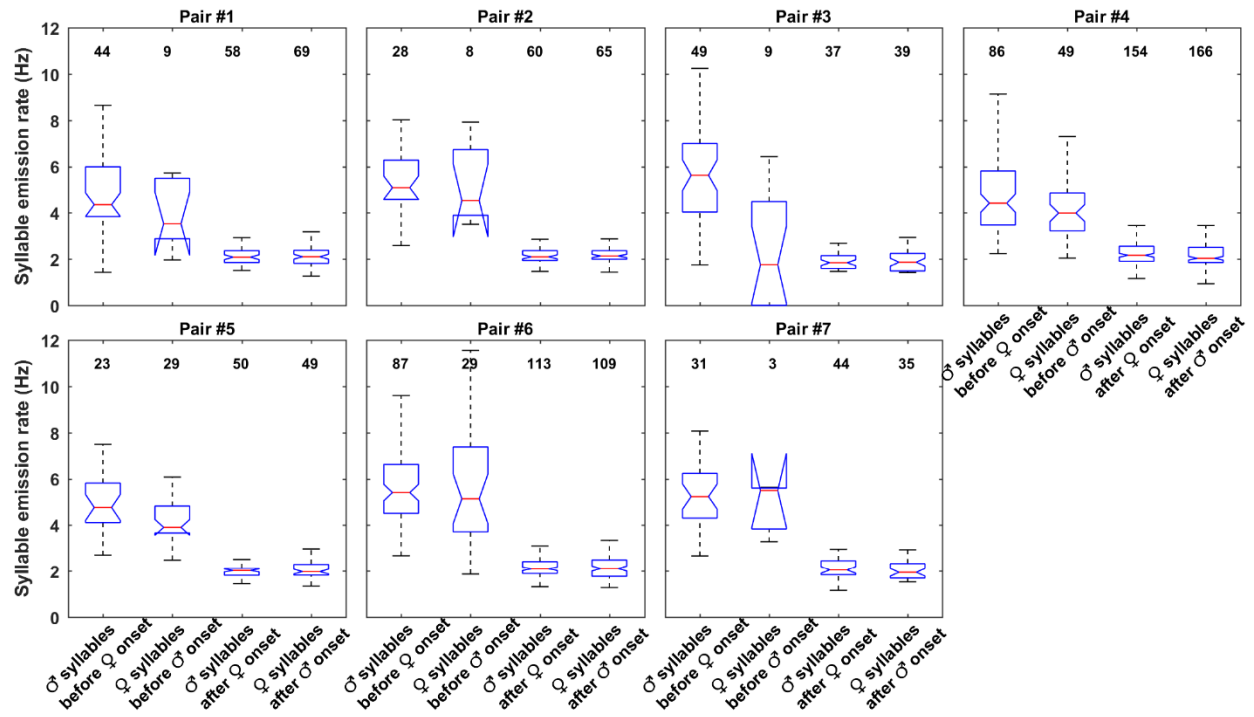 Pair #1
Pair #2
Pair #3
Pair #4
Syllable emission rate (Hz)
12
10
8
6
4
2
0
44 9 58 69
28 8 60 65
49 9 37 39
86 49 154 166
♂ syllables
before ♀ onset
♀ syllables
before ♂ onset
♂ syllables
after ♀ onset
♀ syllables
after ♂ onset
Pair #5
Pair #6
Pair #7
Syllable emission rate (Hz)
12
10
8
6
4
2
0
23 29 50 49
87 29 113 109
31 3 44 35
♂ syllables
before ♀ onset
♀ syllables
before ♂ onset
♂ syllables
after ♀ onset
♀ syllables
after ♂ onset
♂ syllables
before ♀ onset
♀ syllables
before ♂ onset
♂ syllables
after ♀ onset
♀ syllables
after ♂ onset
♂ syllables
before ♀ onset
♀ syllables
before ♂ onset
♂ syllables
after ♀ onset
♀ syllables
after ♂ onset